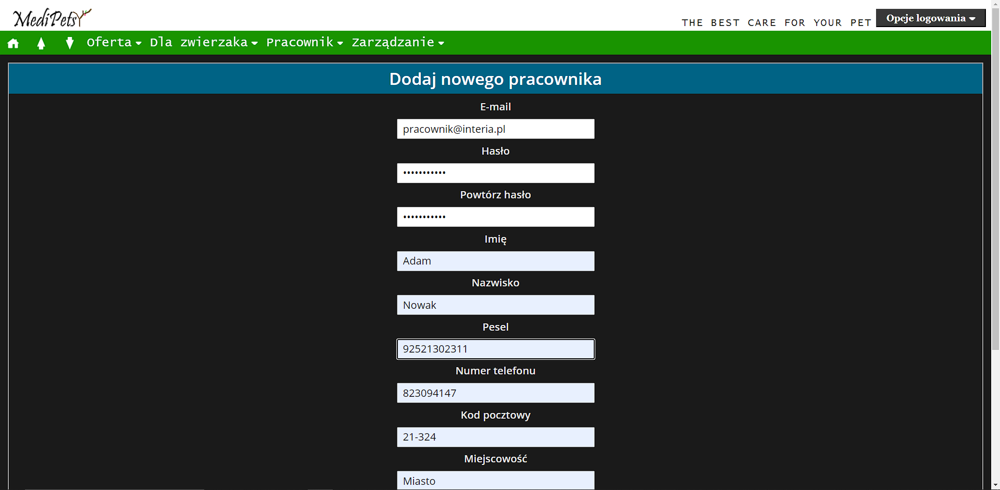 MediPets
THE BEST CARE FOR YOUR PET
Opcje logowania
Oferta Dla zwierzaka Pracownik Zarządzanie
Dodaj nowego pracownika
E-mail
pracownik@interia.pl
Hasło
•••••••••••
Powtórz hasło
•••••••••••
Imię
Adam
Nazwisko
Nowak
Pesel
92521302311
Numer telefonu
823094147
Kod pocztowy
21-324
Miejscowość
Miasto